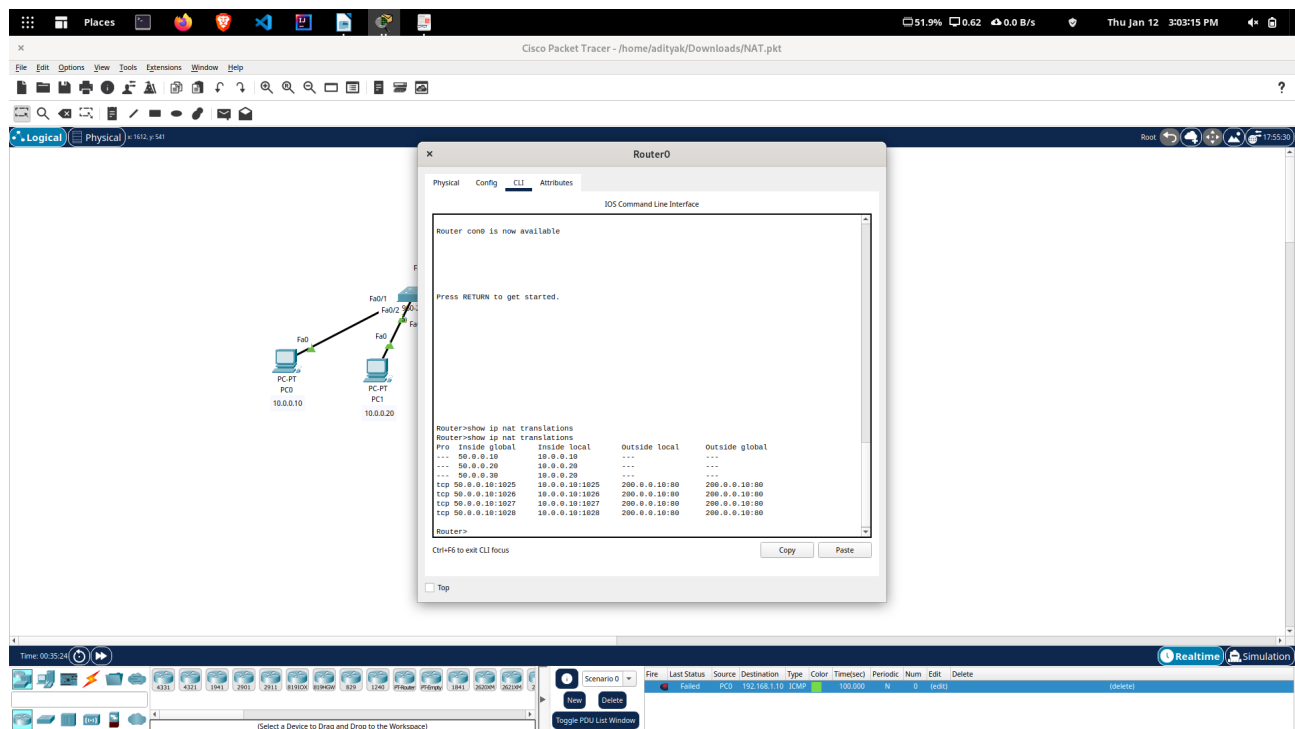 Places
51.9% 0.62 0.0 B/s
Thu Jan 12 3:03:15 PM
Cisco Packet Tracer - /home/adityak/Downloads/NAT.pkt
File Edit Options View Tools Extensions Window Help
?
Logical Physical x: 1612, y: 541
Root 17:55:30
Router0
Physical Config CLI Attributes
IOS Command Line Interface
Router con0 is now available
Press RETURN to get started.
Router>show ip nat translations
Router>show ip nat translations
Pro Inside global Inside local Outside local Outside global
--- 50.0.0.10 10.0.0.10 --- ---
--- 50.0.0.20 10.0.0.20 --- ---
--- 50.0.0.30 10.0.0.20 --- ---
tcp 50.0.0.10:1025 10.0.0.10:1025 200.0.0.10:80 200.0.0.10:80
tcp 50.0.0.10:1026 10.0.0.10:1026 200.0.0.10:80 200.0.0.10:80
tcp 50.0.0.10:1027 10.0.0.10:1027 200.0.0.10:80 200.0.0.10:80
tcp 50.0.0.10:1028 10.0.0.10:1028 200.0.0.10:80 200.0.0.10:80
Router>
Ctrl+F6 to exit CLI focus
Copy Paste
Top
Fa0/1
Fa0/2
Fa0
Fa0
PC-PT
PC0
10.0.0.10
PC-PT
PC1
10.0.0.20
Time: 00:35:24
Realtime Simulation
4331 4321 1941 2901 2911 819IOX 819HGW 829 1240 PT-Router PT-Empty 1841 2620XM 2621XM 2
(Select a Device to Drag and Drop to the Workspace)
Scenario 0
New Delete
Toggle PDU List Window
Fire Last Status Source Destination Type Color Time(sec) Periodic Num Edit Delete
Failed PC0 192.168.1.10 ICMP 100.000 N 0 (edit) (delete)